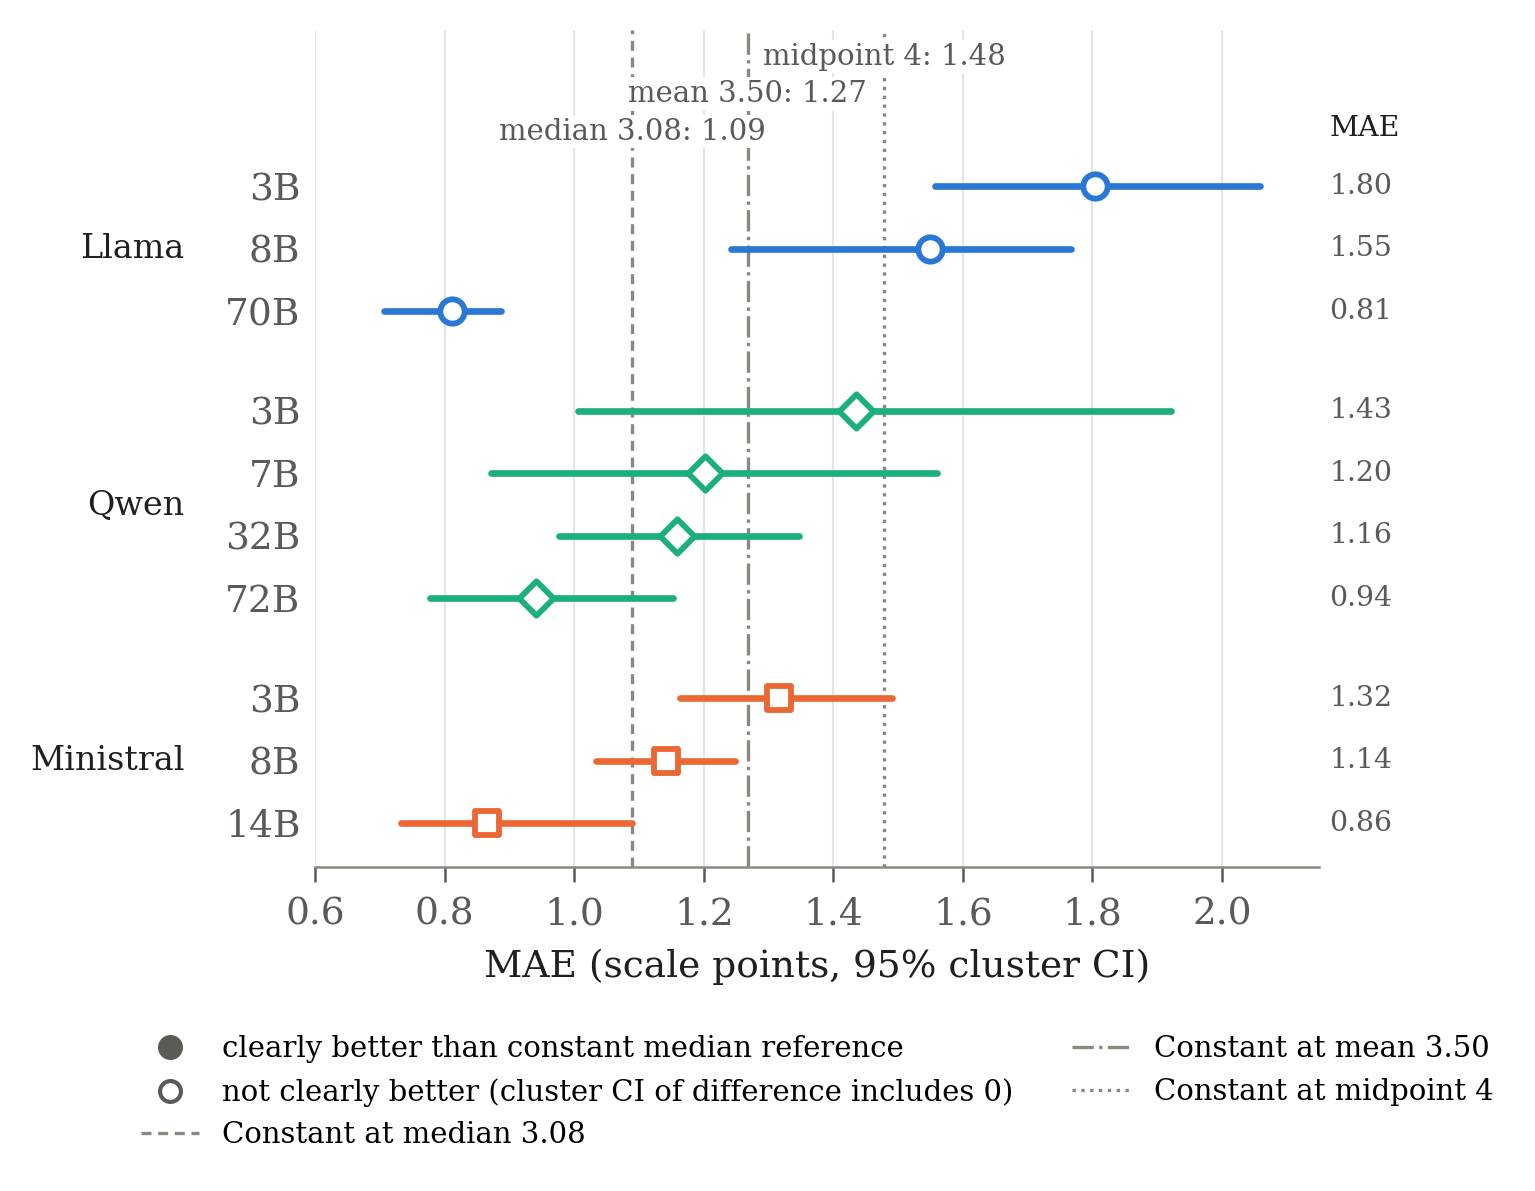 midpoint 4: 1.48
mean 3.50: 1.27
median 3.08: 1.09
MAE
3B 1.80
Llama 8B 1.55
70B 0.81
3B 1.43
7B 1.20
Qwen
32B 1.16
72B 0.94
3B 1.32
Ministral 8B 1.14
14B 0.86
0.6 0.8 1.0 1.2 1.4 1.6 1.8 2.0
MAE (scale points, 95% cluster CI)
clearly better than constant median reference
not clearly better (cluster CI of difference includes 0)
Constant at median 3.08
Constant at mean 3.50
Constant at midpoint 4